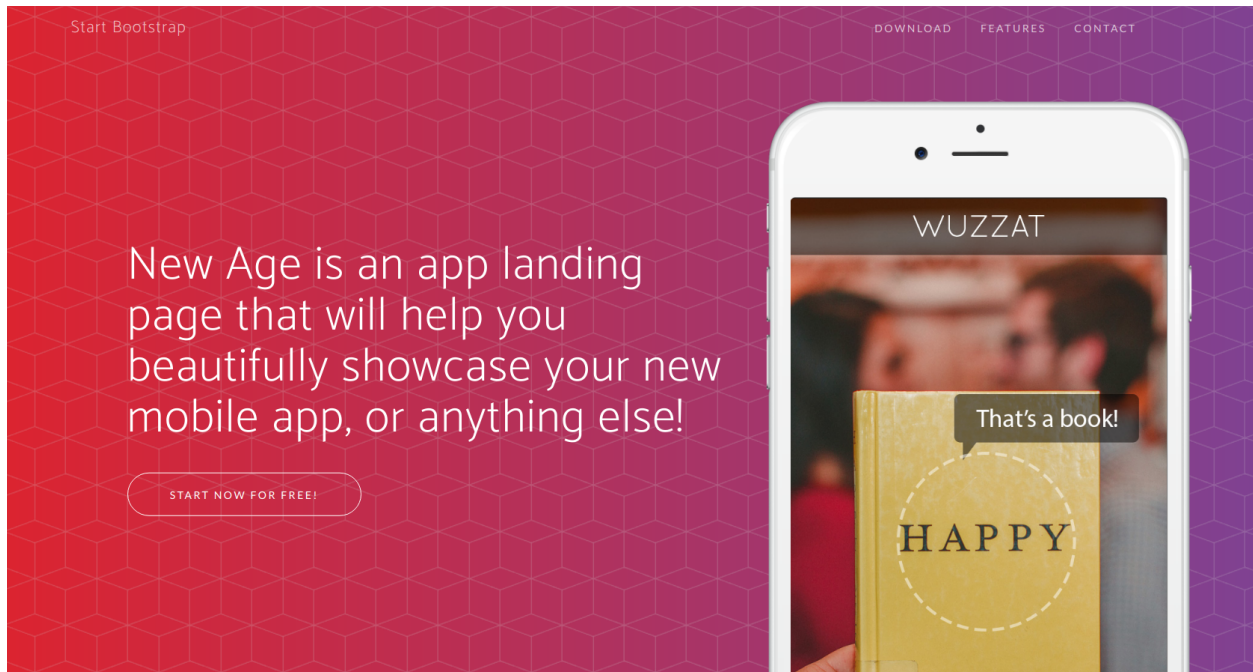 Start Bootstrap
DOWNLOAD FEATURES CONTACT
New Age is an app landing
page that will help you
beautifully showcase your new
mobile app, or anything else!
START NOW FOR FREE!
WUZZAT
That's a book!
HAPPY